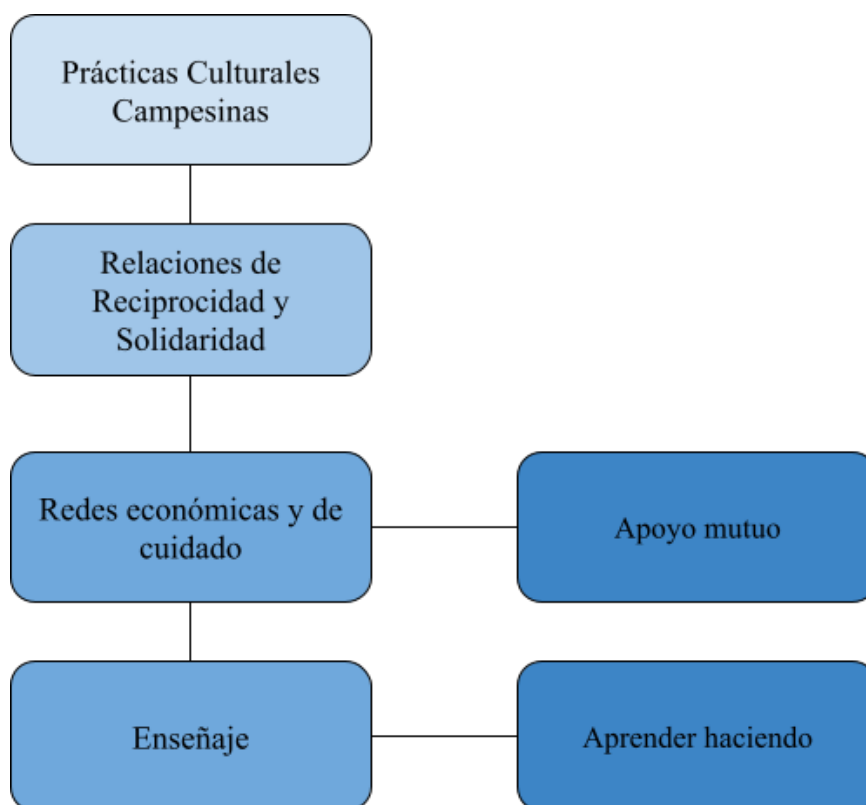 Prácticas Culturales
Campesinas
Relaciones de
Reciprocidad y
Solidaridad
Redes económicas y de
cuidado
Apoyo mutuo
Enseñaje
Aprender haciendo